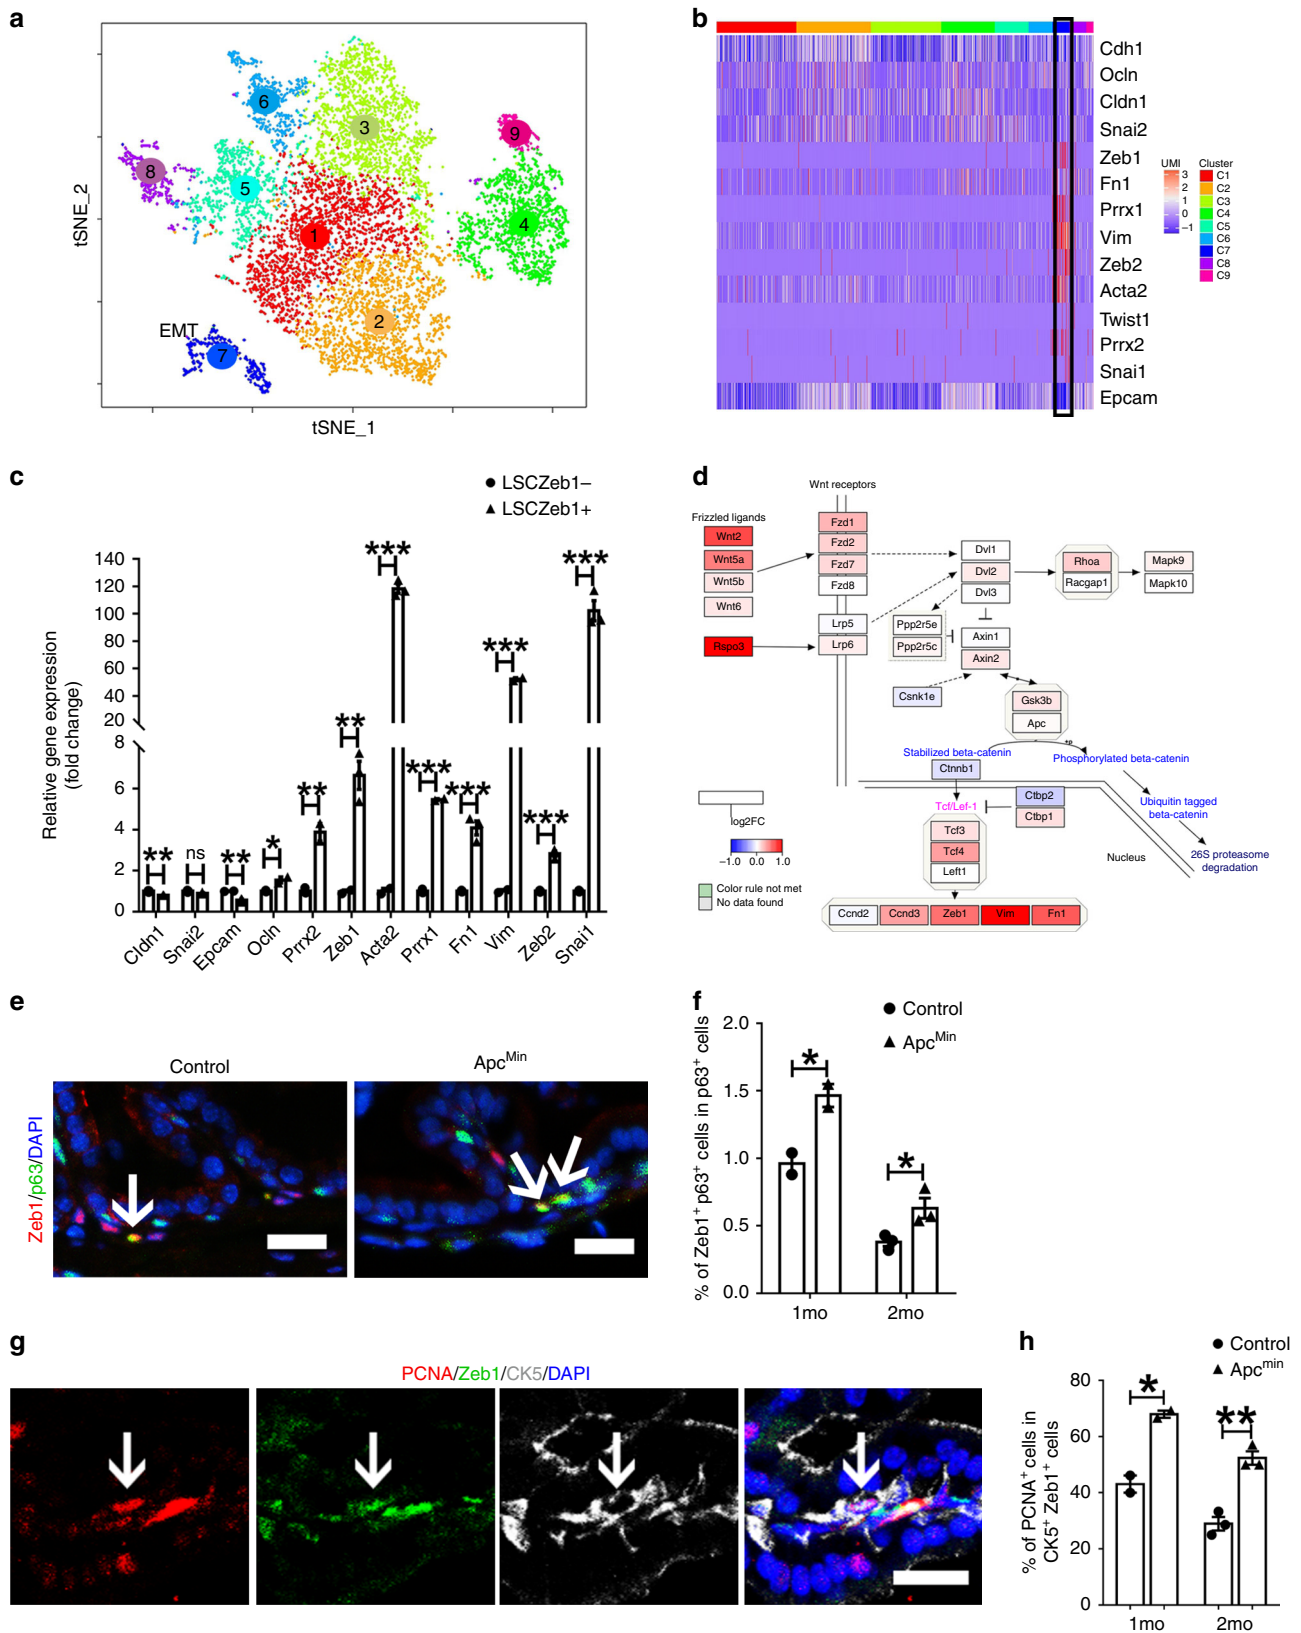 a
tSNE_2
tSNE_1
EMT
1
2
3
4
5
6
7
8
9
b
Cdh1
Ocln
Cldn1
Snai2
Zeb1
Fn1
Prrx1
Vim
Zeb2
Acta2
Twist1
Prrx2
Snai1
Epcam
UMI
3
2
1
0
−1
Cluster
C1
C2
C3
C4
C5
C6
C7
C8
C9
c
LSCZeb1−
LSCZeb1+
Relative gene expression
(fold change)
140
120
100
80
60
40
20
8
6
4
2
0
** ns ** * ** ** *** *** *** *** *** ***
Cldn1 Snai2 Epcam Ocln Prrx2 Zeb1 Acta2 Prrx1 Fn1 Vim Zeb2 Snai1
d
Wnt receptors
Frizzled ligands
Wnt2
Wnt5a
Wnt5b
Wnt6
Rspo3
Fzd1
Fzd2
Fzd7
Fzd8
Lrp5
Lrp6
Dvl1
Dvl2
Dvl3
Rhoa
Racgap1
Mapk9
Mapk10
Ppp2r5e
Ppp2r5c
Axin1
Axin2
Csnk1e
Gsk3b
Apc
+p
Stabilized beta-catenin
Phosphorylated beta-catenin
Ctnnb1
Tcf/Lef-1
Ctbp2
Ctbp1
Ubiquitin tagged
beta-catenin
26S proteasome
degradation
Nucleus
Tcf3
Tcf4
Left1
Ccnd2 Ccnd3 Zeb1 Vim Fn1
log2FC
−1.0 0.0 1.0
Color rule not met
No data found
e
Control
Apc^Min
Zeb1/p63/DAPI
f
Control
Apc^Min
% of Zeb1⁺ p63⁺ cells in p63⁺ cells
2.0
1.5
1.0
0.5
0.0
* *
1mo 2mo
g
PCNA/Zeb1/CK5/DAPI
h
Control
Apc^min
% of PCNA⁺ cells in
CK5⁺ Zeb1⁺ cells
80
60
40
20
0
* **
1mo 2mo